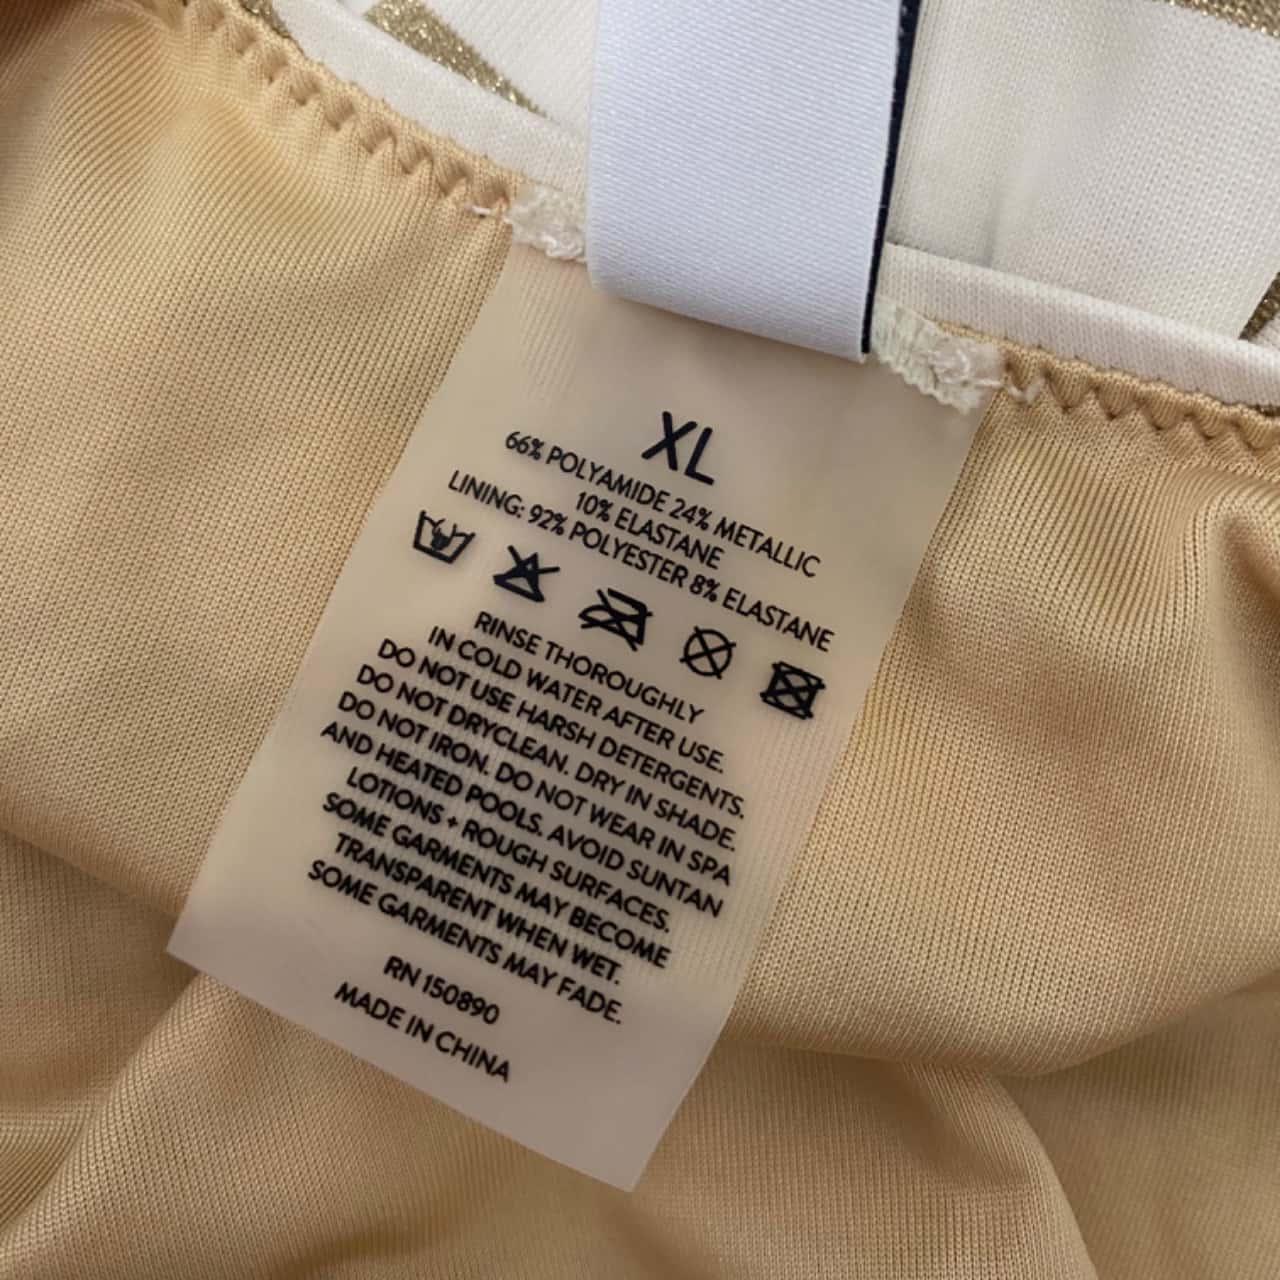 XL
66% POLYAMIDE 24% METALLIC
10% ELASTANE
LINING: 92% POLYESTER 8% ELASTANE
RINSE THOROUGHLY
IN COLD WATER AFTER USE.
DO NOT USE HARSH DETERGENTS.
DO NOT DRYCLEAN. DRY IN SHADE.
DO NOT IRON. DO NOT WEAR IN SPA
AND HEATED POOLS. AVOID SUNTAN
LOTIONS + ROUGH SURFACES.
SOME GARMENTS MAY BECOME
TRANSPARENT WHEN WET.
SOME GARMENTS MAY FADE.
RN 150890
MADE IN CHINA